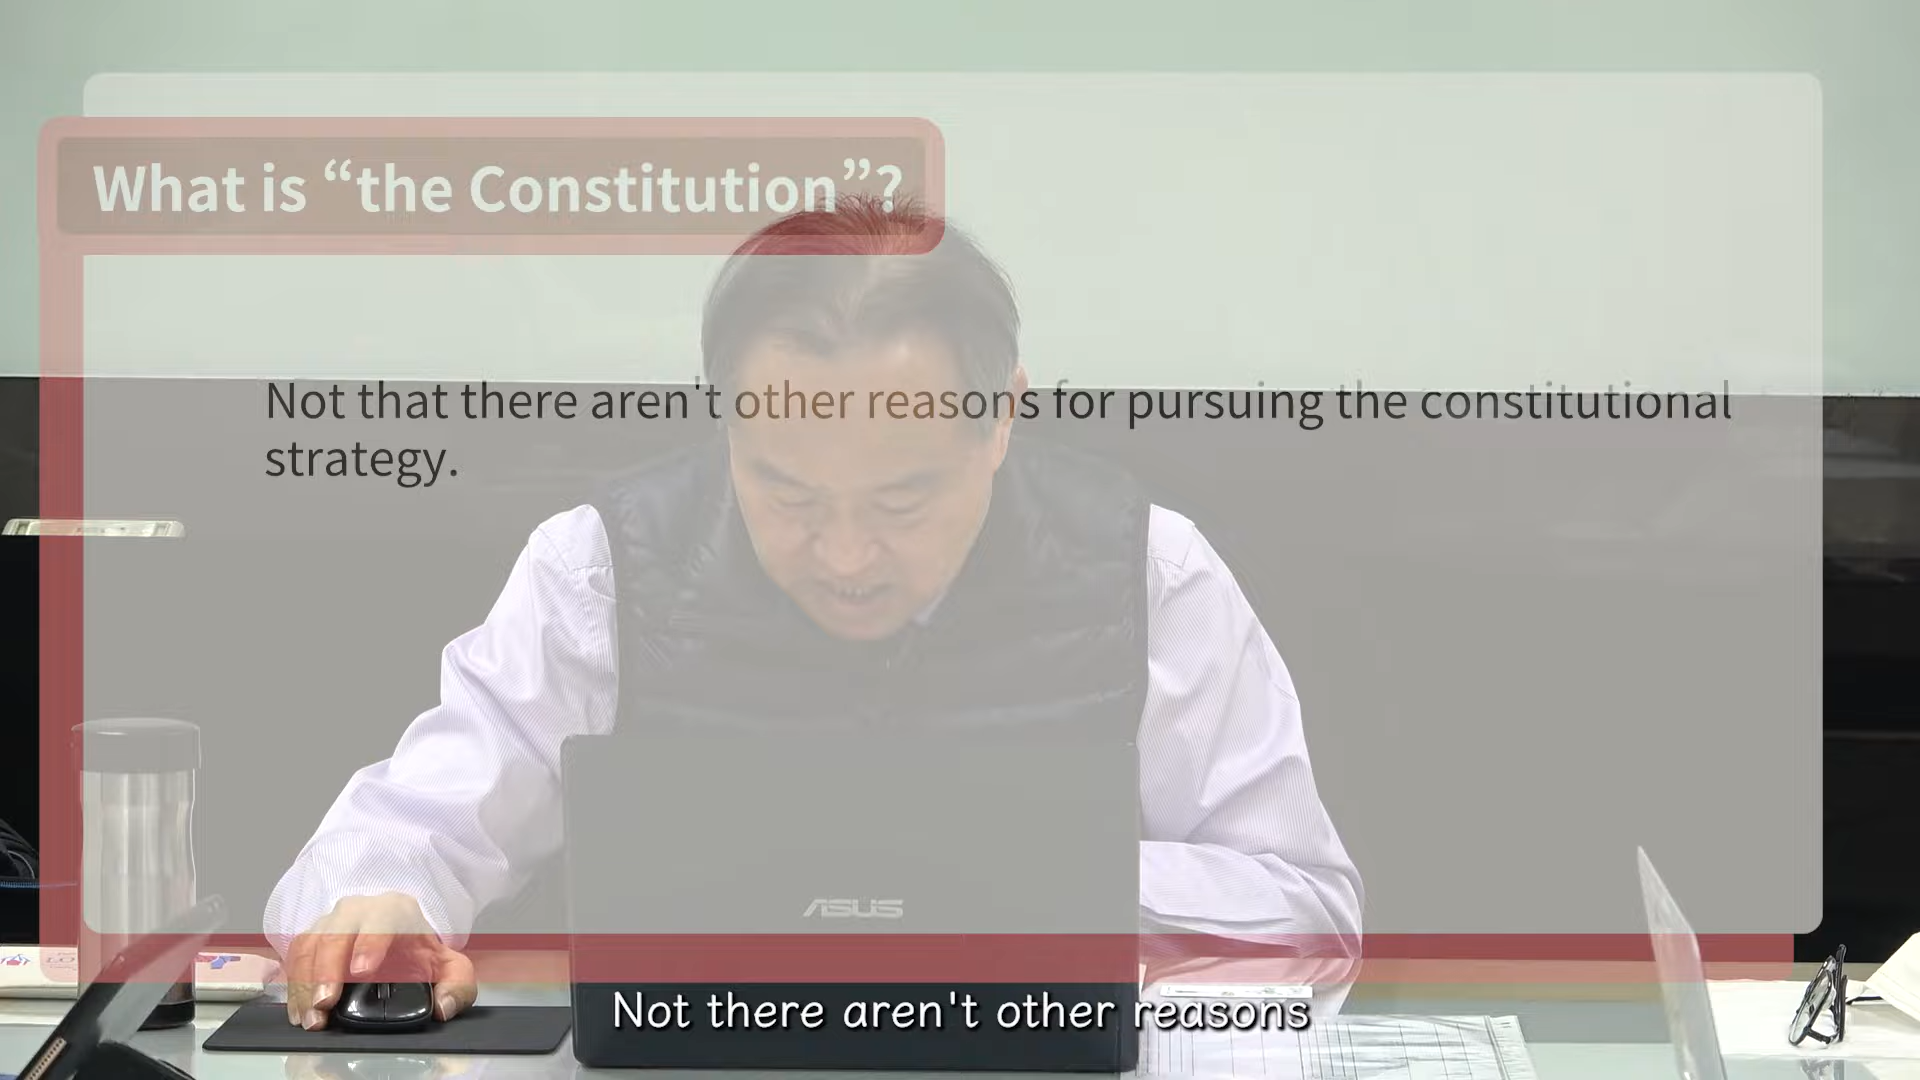 What is “the Constitution”?
Not that there aren't other reasons for pursuing the constitutional
strategy.
ASUS
Not there aren't other reasons